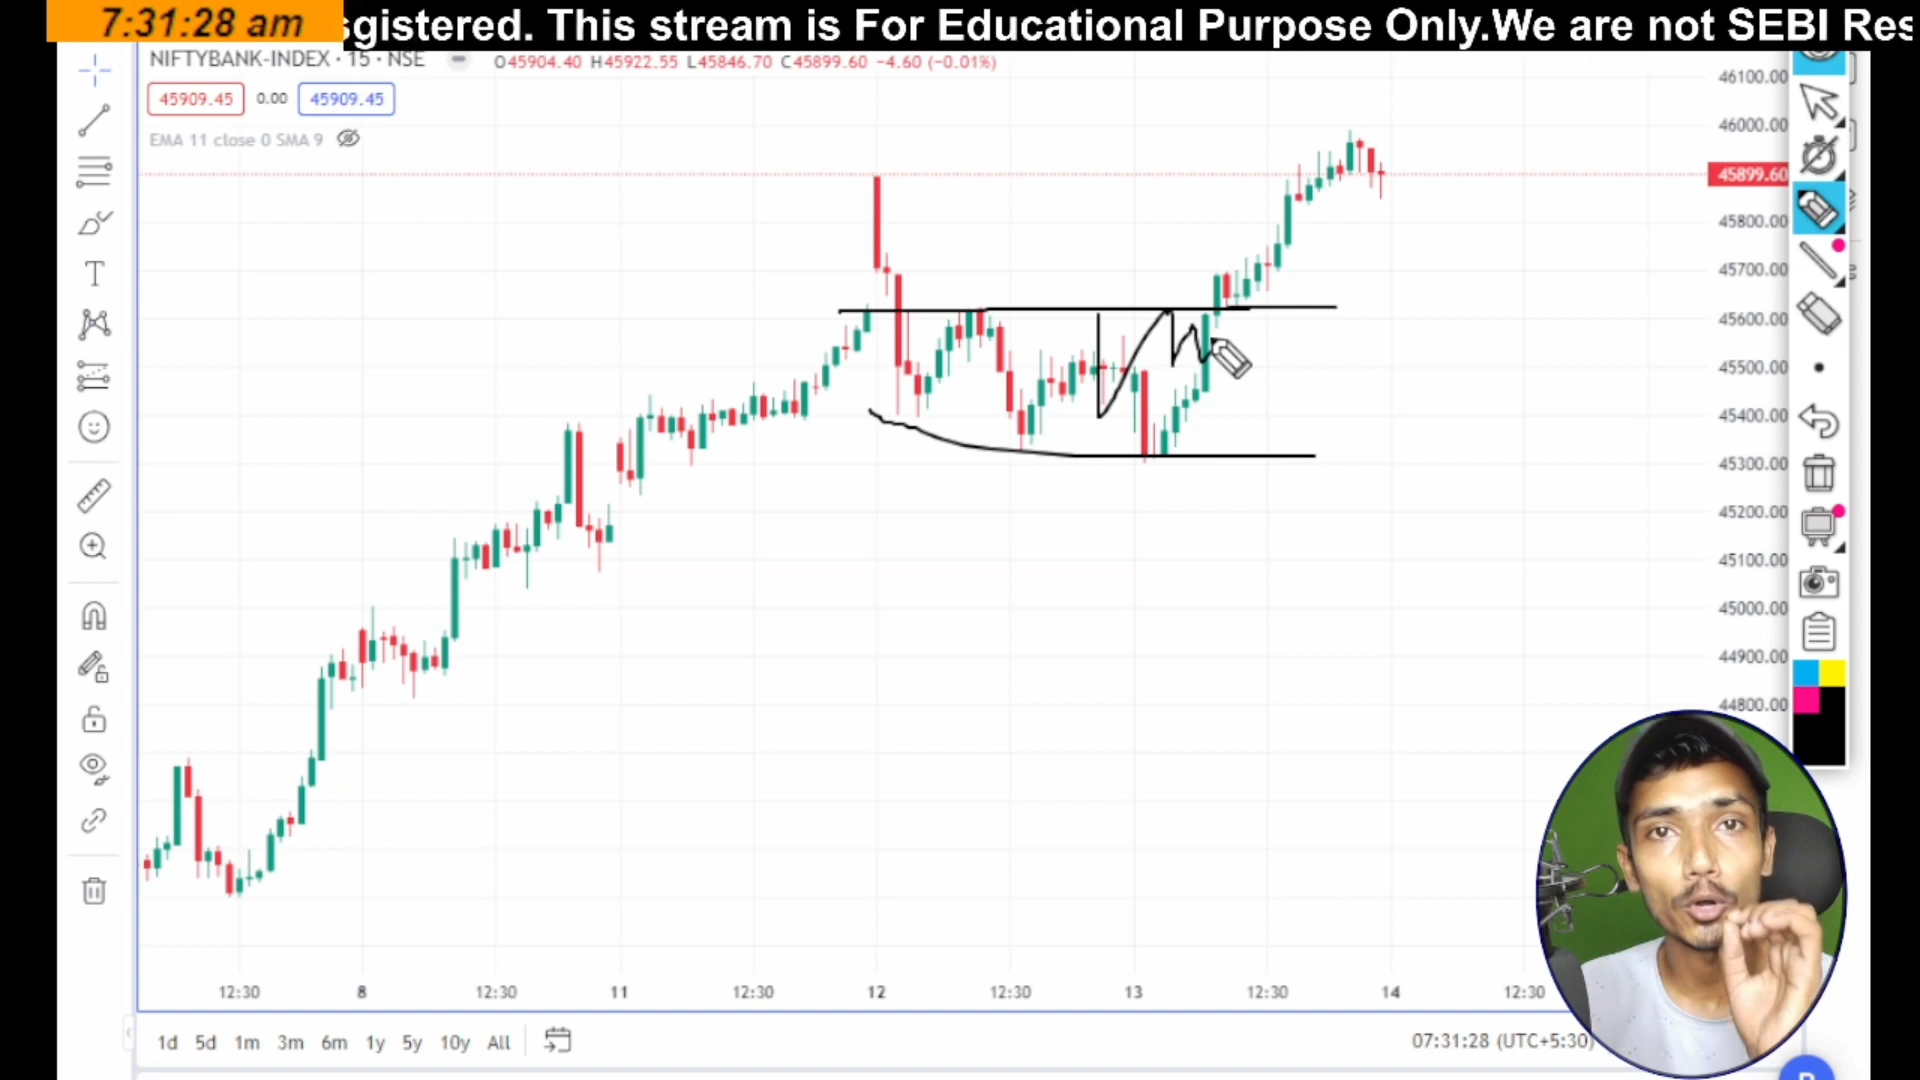 7:31:28 am
sgistered. This stream is For Educational Purpose Only.We are not SEBI Res
NIFTYBANK-INDEX · 15 · NSE
O45904.40 H45922.55 L45846.70 C45899.60 −4.60 (−0.01%)
45909.45 0.00 45909.45
EMA 11 close 0 SMA 9
46100.00
46000.00
45899.60
45800.00
45700.00
45600.00
45500.00
45400.00
45300.00
45200.00
45100.00
45000.00
44900.00
44800.00
12:30 8 12:30 11 12:30 12 12:30 13 12:30 14 12:30
1d 5d 1m 3m 6m 1y 5y 10y All
07:31:28 (UTC+5:30)